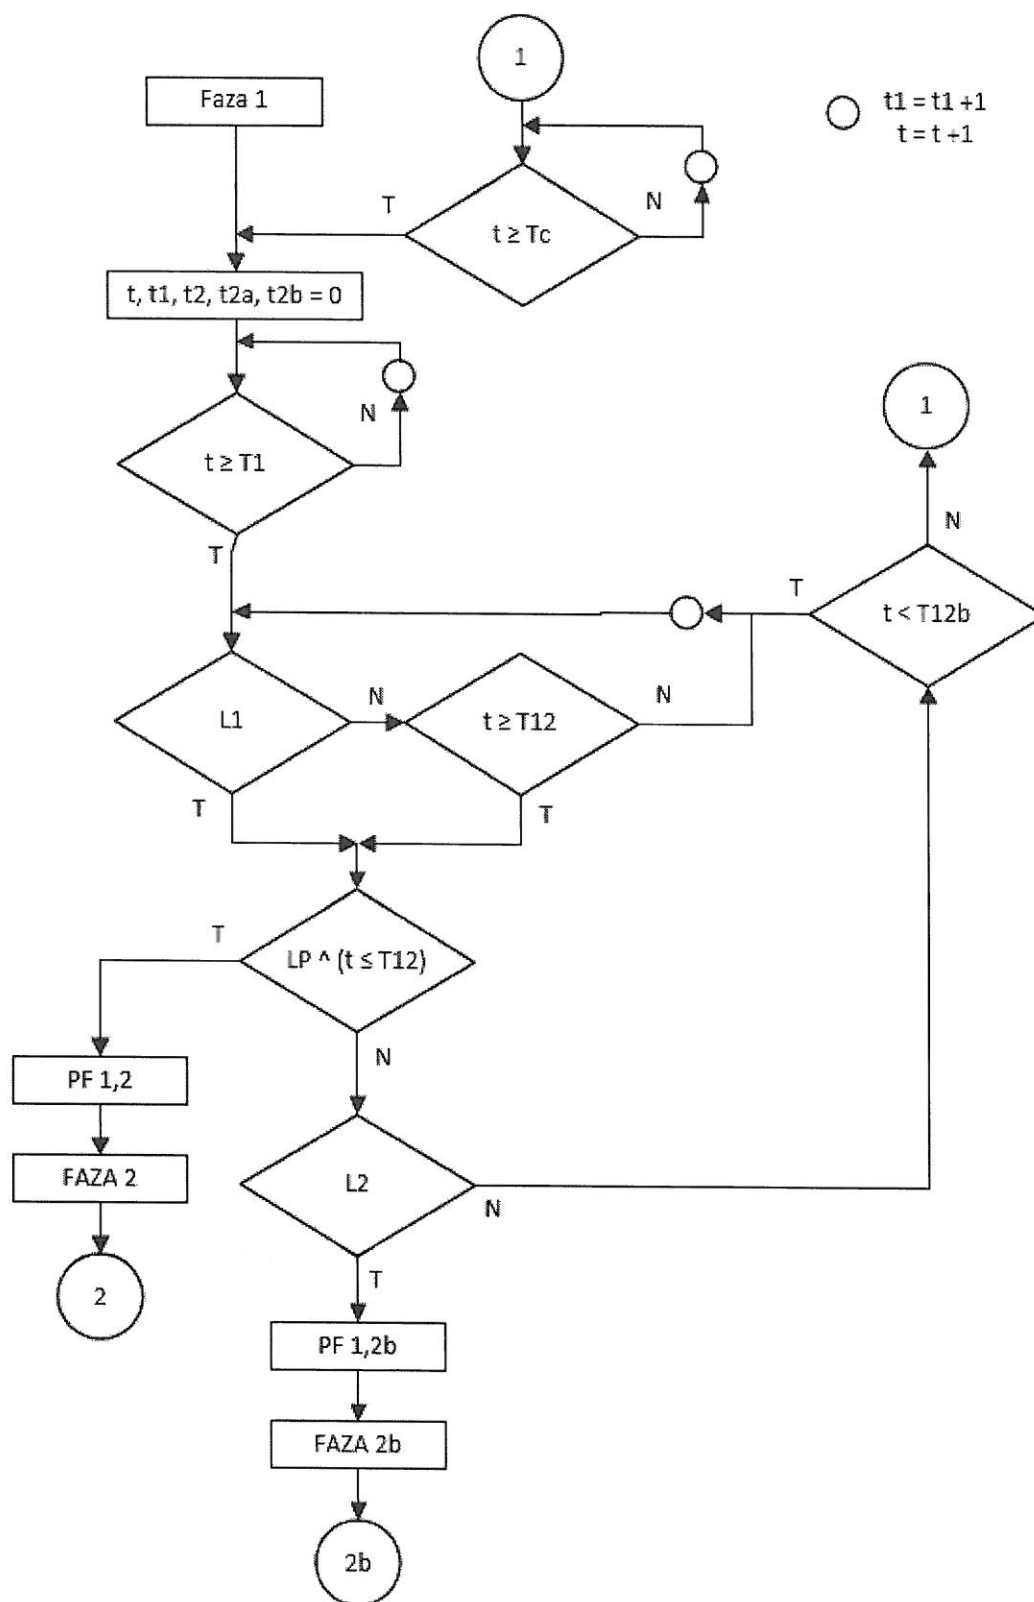 1
Faza 1
t1 = t1 +1
t = t +1
T
N
t ≥ Tc
t, t1, t2, t2a, t2b = 0
N
t ≥ T1
T
1
N
T
t < T12b
L1
N
t ≥ T12
N
T
T
T
LP ^ (t ≤ T12)
N
PF 1,2
FAZA 2
2
L2
N
T
PF 1,2b
FAZA 2b
2b